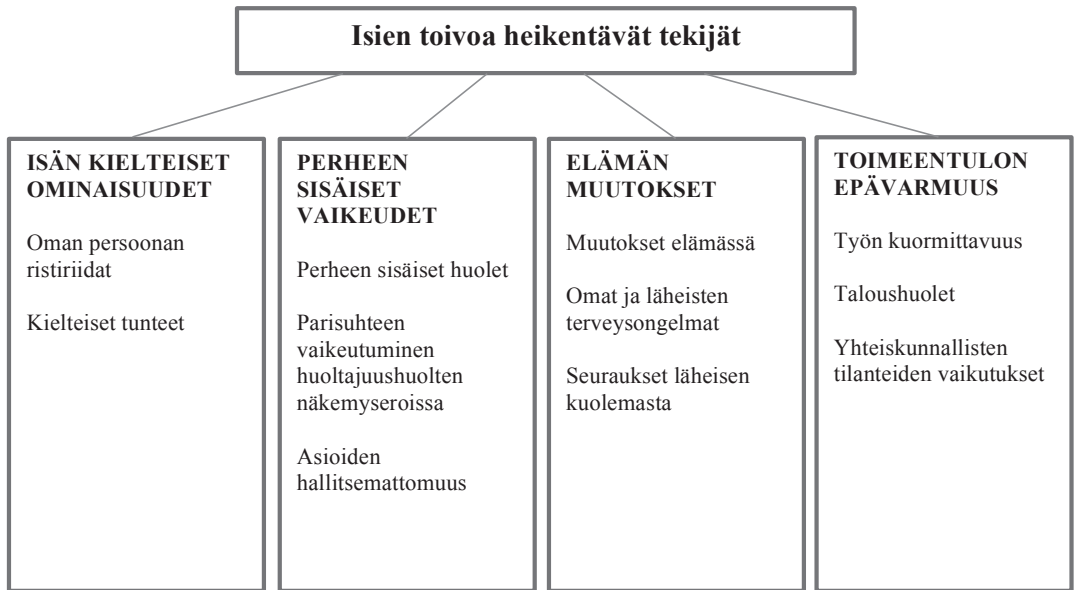 Isien toivoa heikentävät tekijät
ISÄN KIELTEISET
OMINAISUUDET
Oman persoonan
ristiriidat
Kielteiset tunteet
PERHEEN
SISÄISET
VAIKEUDET
Perheen sisäiset huolet
Parisuhteen
vaikeutuminen
huoltajuushuolten
näkemyseroissa
Asioiden
hallitsemattomuus
ELÄMÄN
MUUTOKSET
Muutokset elämässä
Omat ja läheisten
terveysongelmat
Seuraukset läheisen
kuolemasta
TOIMEENTULON
EPÄVARMUUS
Työn kuormittavuus
Taloushuolet
Yhteiskunnallisten
tilanteiden vaikutukset